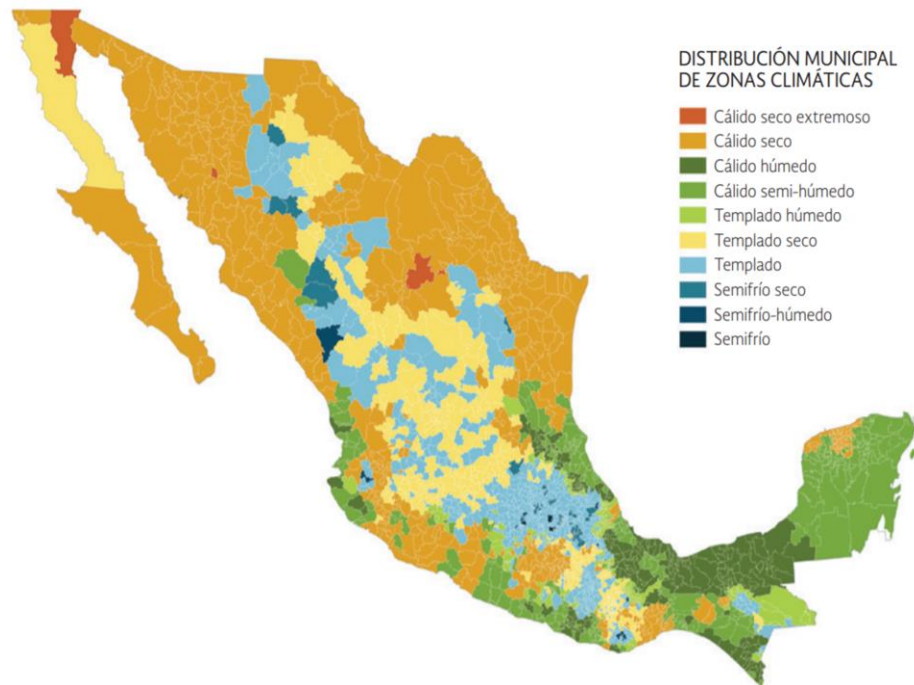 DISTRIBUCIÓN MUNICIPAL
DE ZONAS CLIMÁTICAS
Cálido seco extremoso
Cálido seco
Cálido húmedo
Cálido semi-húmedo
Templado húmedo
Templado seco
Templado
Semifrío seco
Semifrío-húmedo
Semifrío